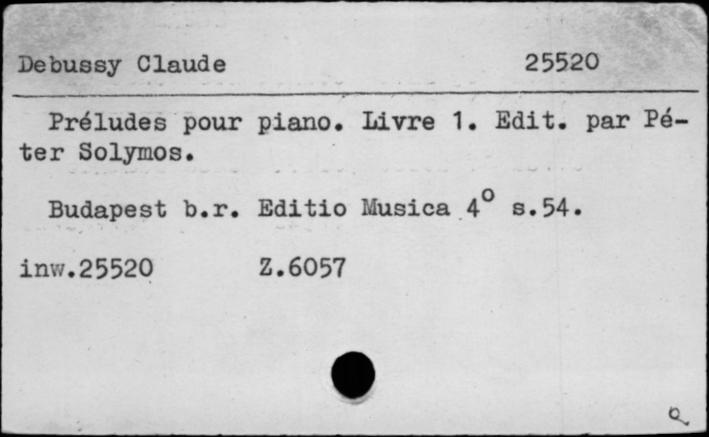 Debussy Claude 25520
Préludes pour piano. Livre 1. Edit. par Pé-
ter Solymos.
Budapest b.r. Editio Musica 4° s.54.
inw.25520 Z.6057